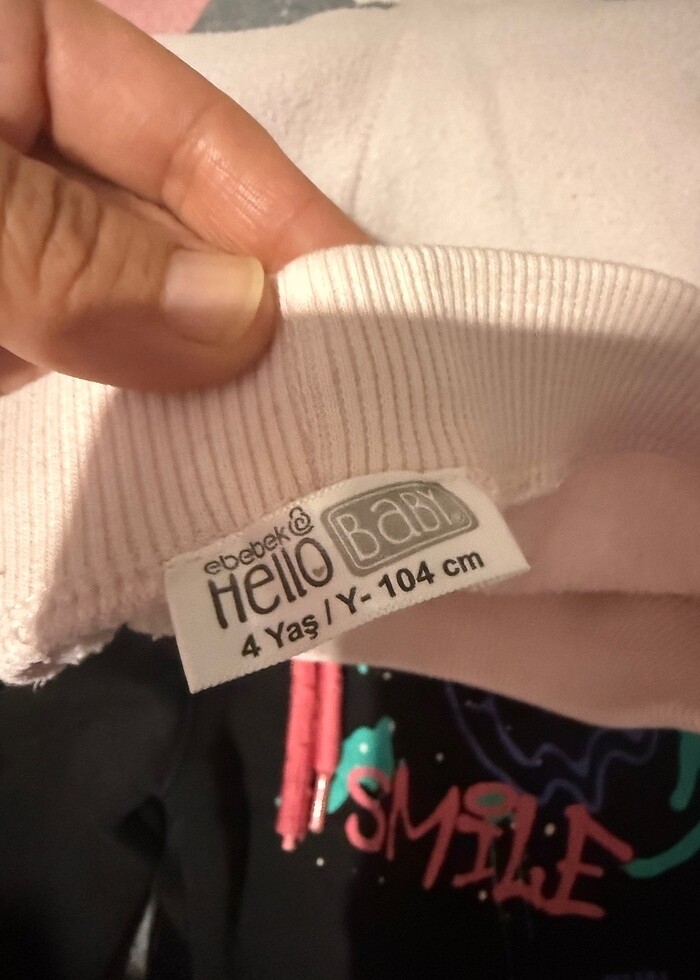 ebebek
Hello BaBY
4 Yaş / Y- 104 cm
SMiLE